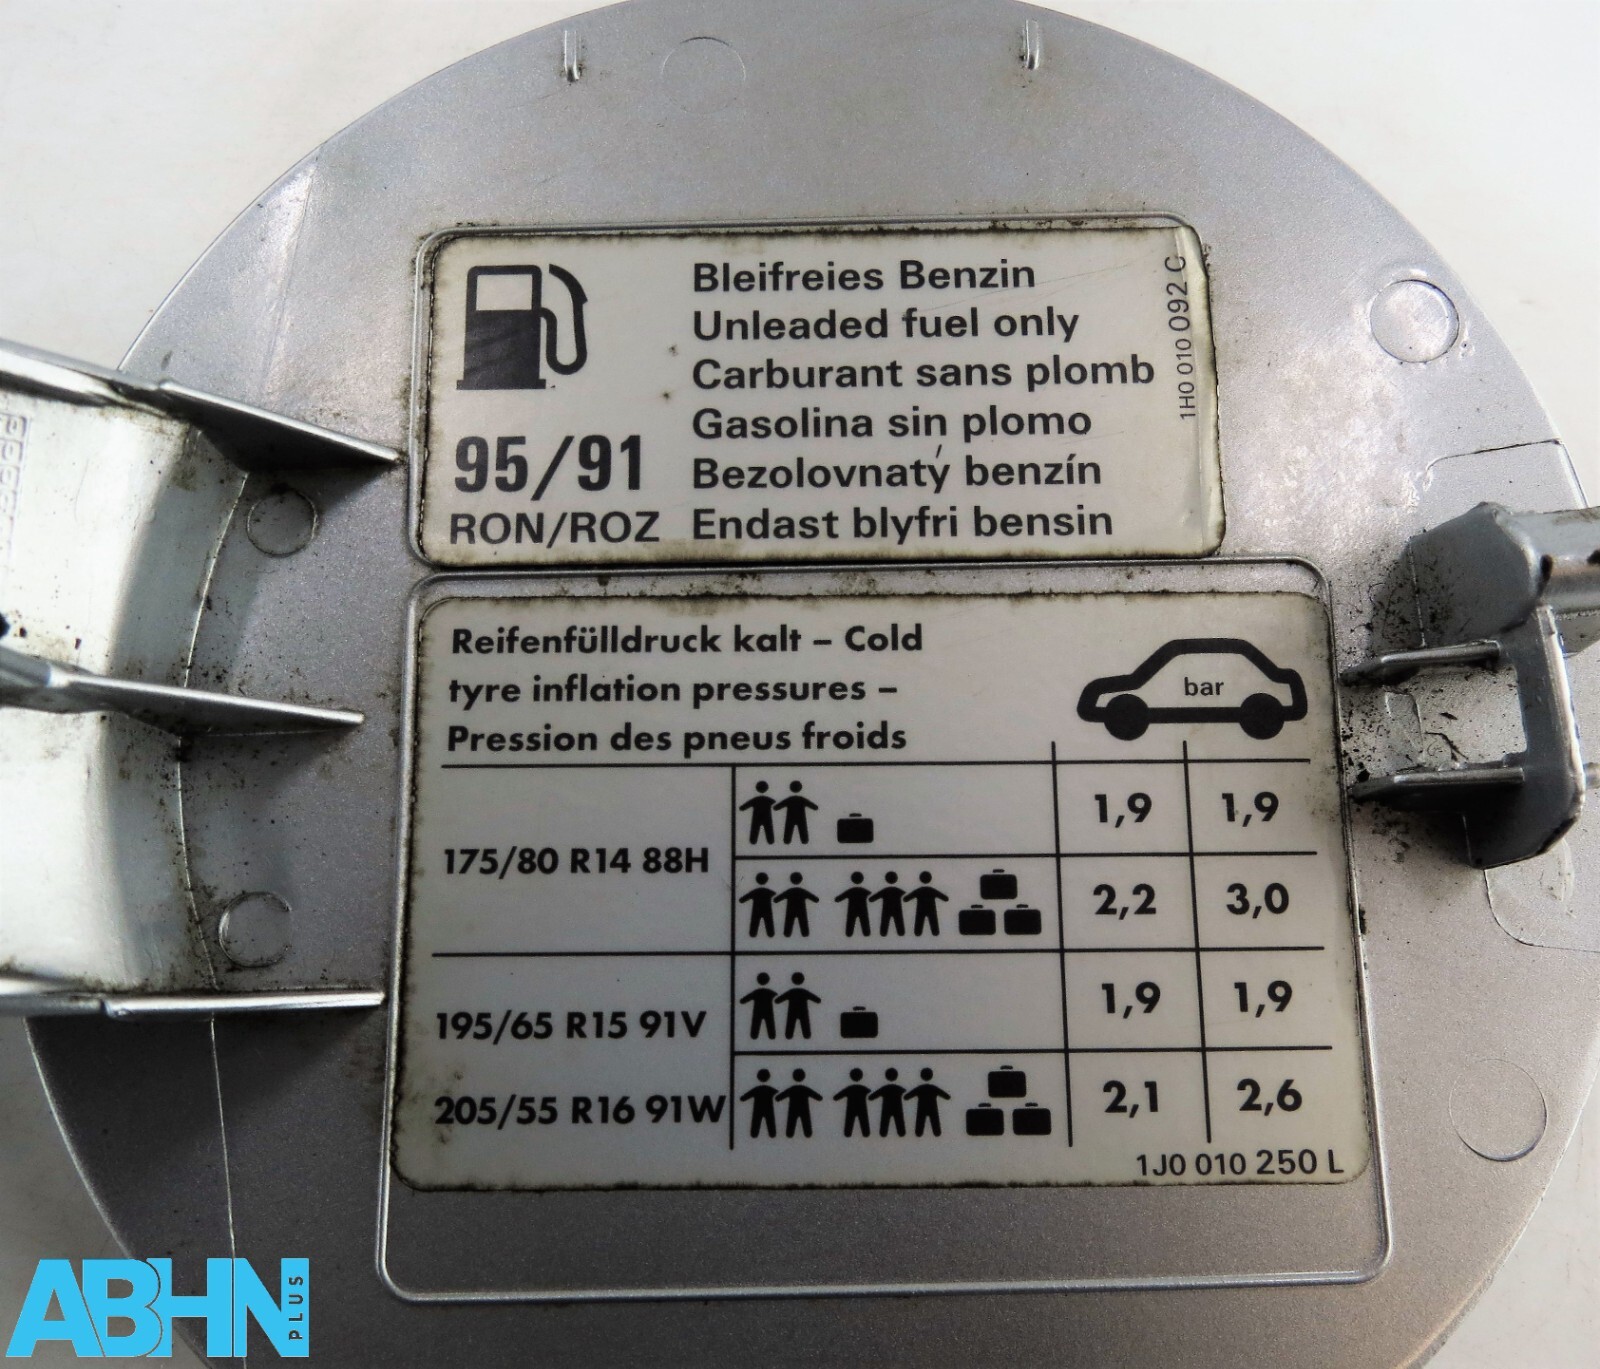 Bleifreies Benzin
Unleaded fuel only
Carburant sans plomb
Gasolina sin plomo
Bezolovnatý benzín
Endast blyfri bensin
95/91
RON/ROZ
1H0 010 092 C
Reifenfülldruck kalt – Cold
tyre inflation pressures –
Pression des pneus froids
bar
175/80 R14 88H
1,9 1,9
2,2 3,0
195/65 R15 91V
1,9 1,9
205/55 R16 91W
2,1 2,6
1J0 010 250 L
ABHN PLUS